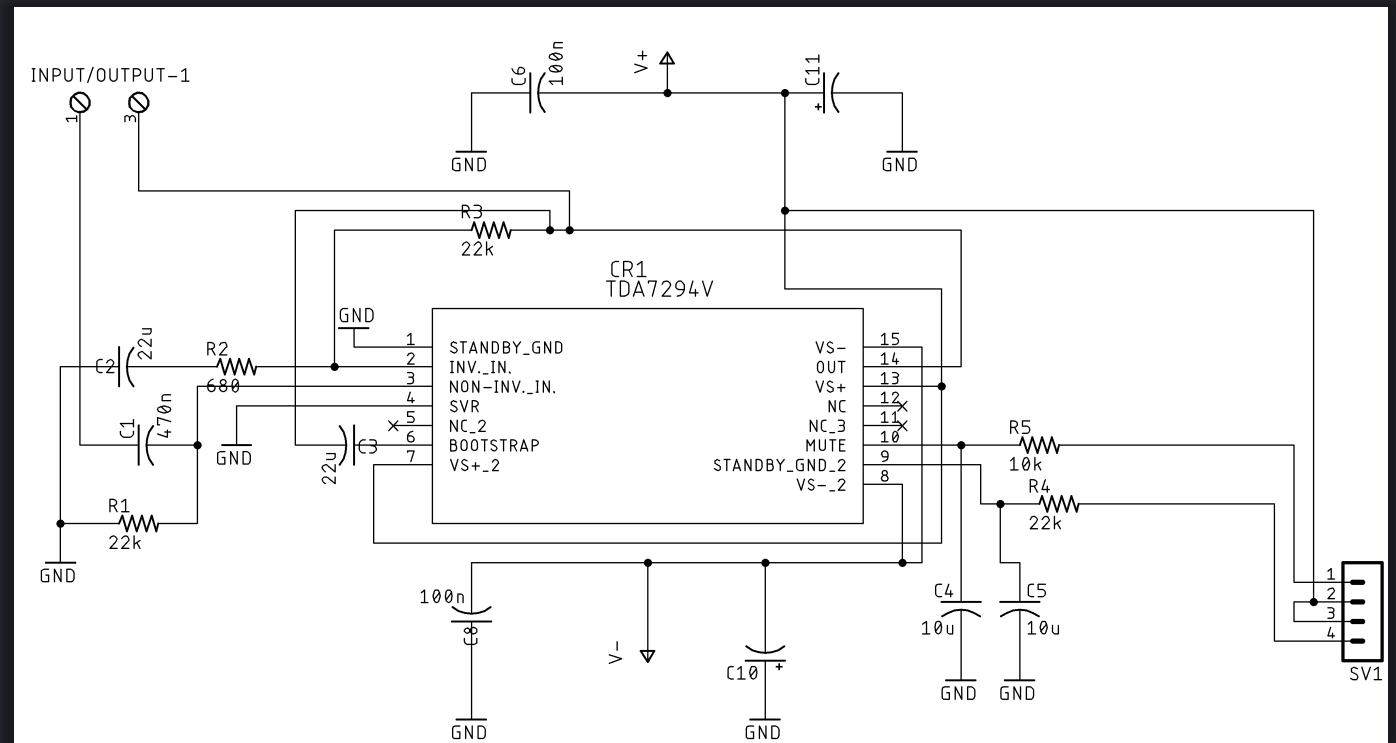 INPUT/OUTPUT-1
1
3
C6
100n
V+
C11
+
GND
GND
R3
22k
CR1
TDA7294V
GND
C2
22u
R2
680
C1
470n
GND
R1
22k
GND
22u
C3
1 STANDBY_GND
2 INV._IN.
3 NON-INV._IN.
4 SVR
5 NC_2
6 BOOTSTRAP
7 VS+_2
VS- 15
OUT 14
VS+ 13
NC 12
NC_3 11
MUTE 10
STANDBY_GND_2 9
VS-_2 8
R5
10k
R4
22k
100n
C8
GND
V-
C10
+
GND
C4
10u
GND
C5
10u
GND
1
2
3
4
SV1